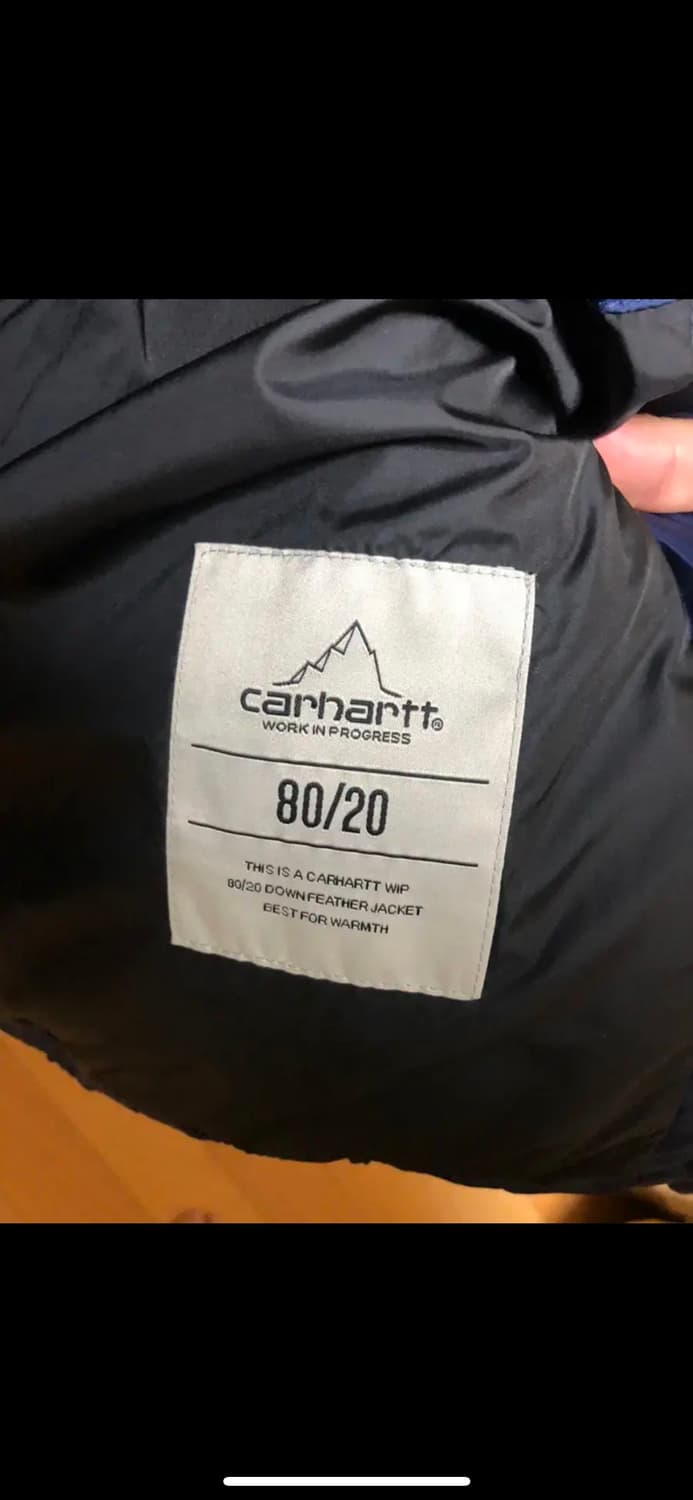 carhartt®
WORK IN PROGRESS
80/20
THIS IS A CARHARTT WIP
80/20 DOWN FEATHER JACKET
BEST FOR WARMTH